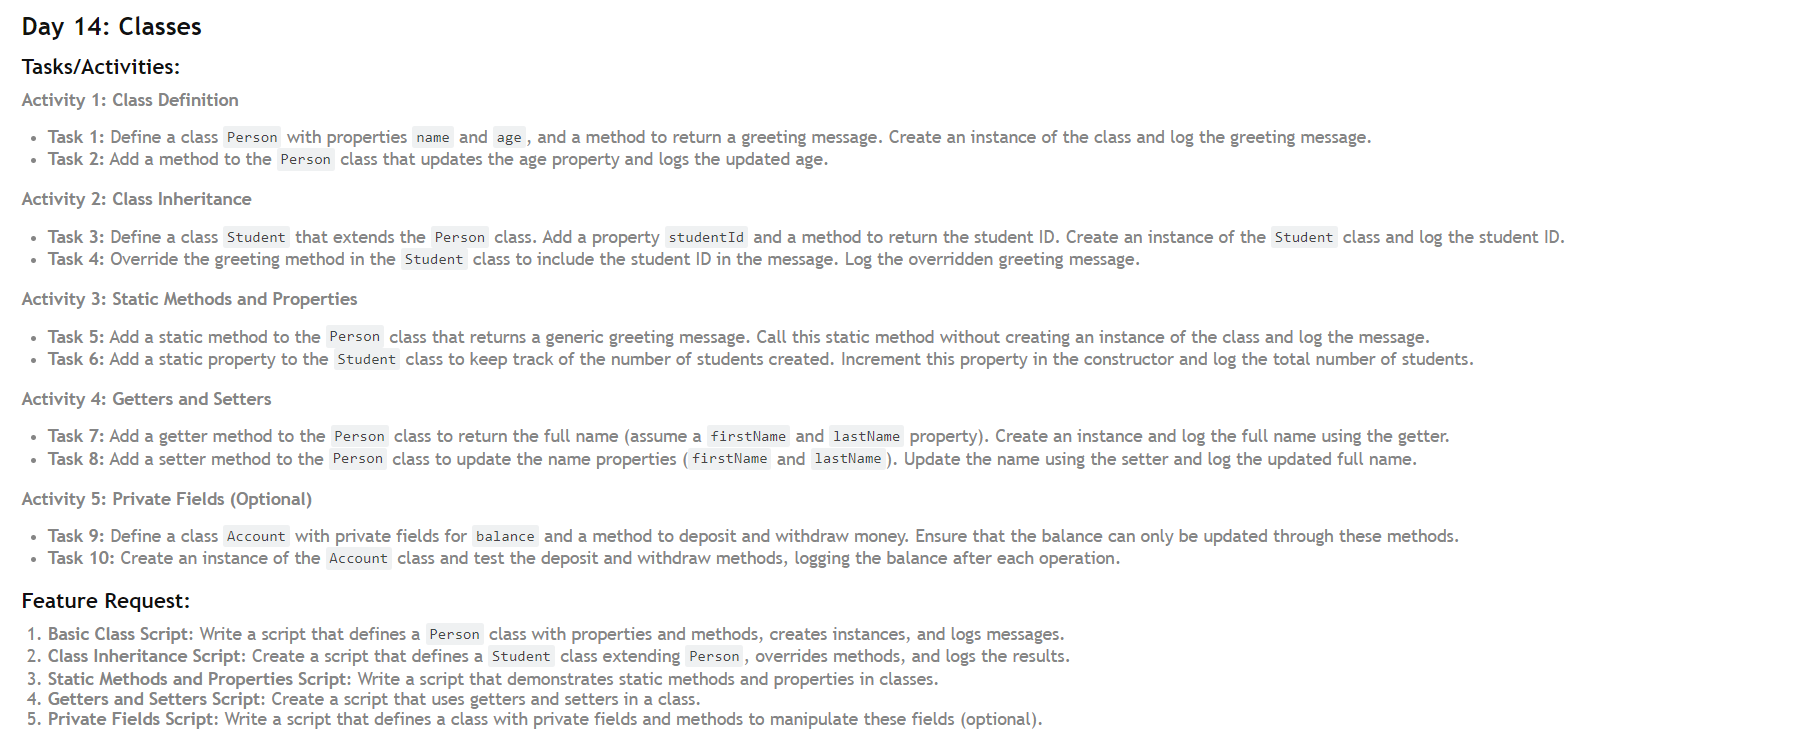 Day 14: Classes
Tasks/Activities:
Activity 1: Class Definition
• Task 1: Define a class Person with properties name and age, and a method to return a greeting message. Create an instance of the class and log the greeting message.
• Task 2: Add a method to the Person class that updates the age property and logs the updated age.
Activity 2: Class Inheritance
• Task 3: Define a class Student that extends the Person class. Add a property studentId and a method to return the student ID. Create an instance of the Student class and log the student ID.
• Task 4: Override the greeting method in the Student class to include the student ID in the message. Log the overridden greeting message.
Activity 3: Static Methods and Properties
• Task 5: Add a static method to the Person class that returns a generic greeting message. Call this static method without creating an instance of the class and log the message.
• Task 6: Add a static property to the Student class to keep track of the number of students created. Increment this property in the constructor and log the total number of students.
Activity 4: Getters and Setters
• Task 7: Add a getter method to the Person class to return the full name (assume a firstName and lastName property). Create an instance and log the full name using the getter.
• Task 8: Add a setter method to the Person class to update the name properties (firstName and lastName). Update the name using the setter and log the updated full name.
Activity 5: Private Fields (Optional)
• Task 9: Define a class Account with private fields for balance and a method to deposit and withdraw money. Ensure that the balance can only be updated through these methods.
• Task 10: Create an instance of the Account class and test the deposit and withdraw methods, logging the balance after each operation.
Feature Request:
1. Basic Class Script: Write a script that defines a Person class with properties and methods, creates instances, and logs messages.
2. Class Inheritance Script: Create a script that defines a Student class extending Person, overrides methods, and logs the results.
3. Static Methods and Properties Script: Write a script that demonstrates static methods and properties in classes.
4. Getters and Setters Script: Create a script that uses getters and setters in a class.
5. Private Fields Script: Write a script that defines a class with private fields and methods to manipulate these fields (optional).